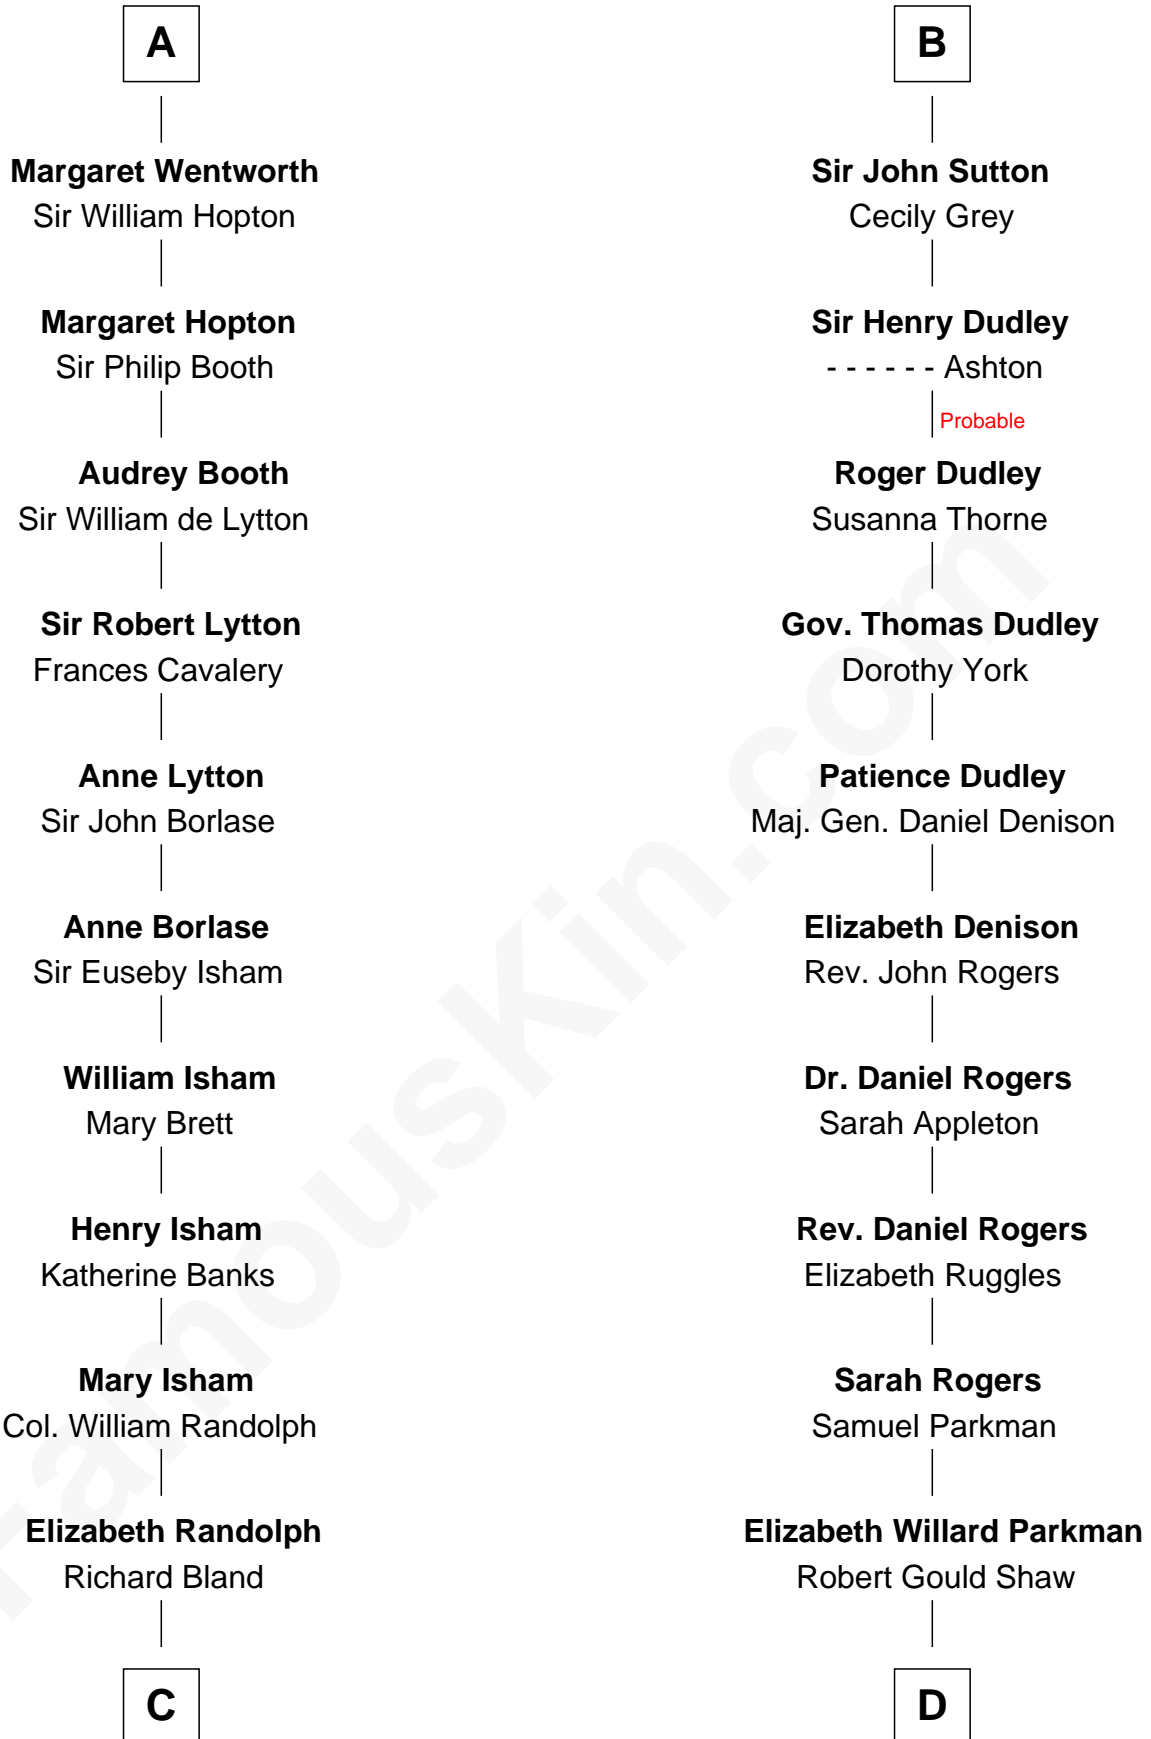 A
Margaret Wentworth
Sir William Hopton
Margaret Hopton
Sir Philip Booth
Audrey Booth
Sir William de Lytton
Sir Robert Lytton
Frances Cavalery
Anne Lytton
Sir John Borlase
Anne Borlase
Sir Euseby Isham
William Isham
Mary Brett
Henry Isham
Katherine Banks
Mary Isham
Col. William Randolph
Elizabeth Randolph
Richard Bland
C
B
Sir John Sutton
Cecily Grey
Sir Henry Dudley
- - - - - - Ashton
Probable
Roger Dudley
Susanna Thorne
Gov. Thomas Dudley
Dorothy York
Patience Dudley
Maj. Gen. Daniel Denison
Elizabeth Denison
Rev. John Rogers
Dr. Daniel Rogers
Sarah Appleton
Rev. Daniel Rogers
Elizabeth Ruggles
Sarah Rogers
Samuel Parkman
Elizabeth Willard Parkman
Robert Gould Shaw
D
FamousKin.com